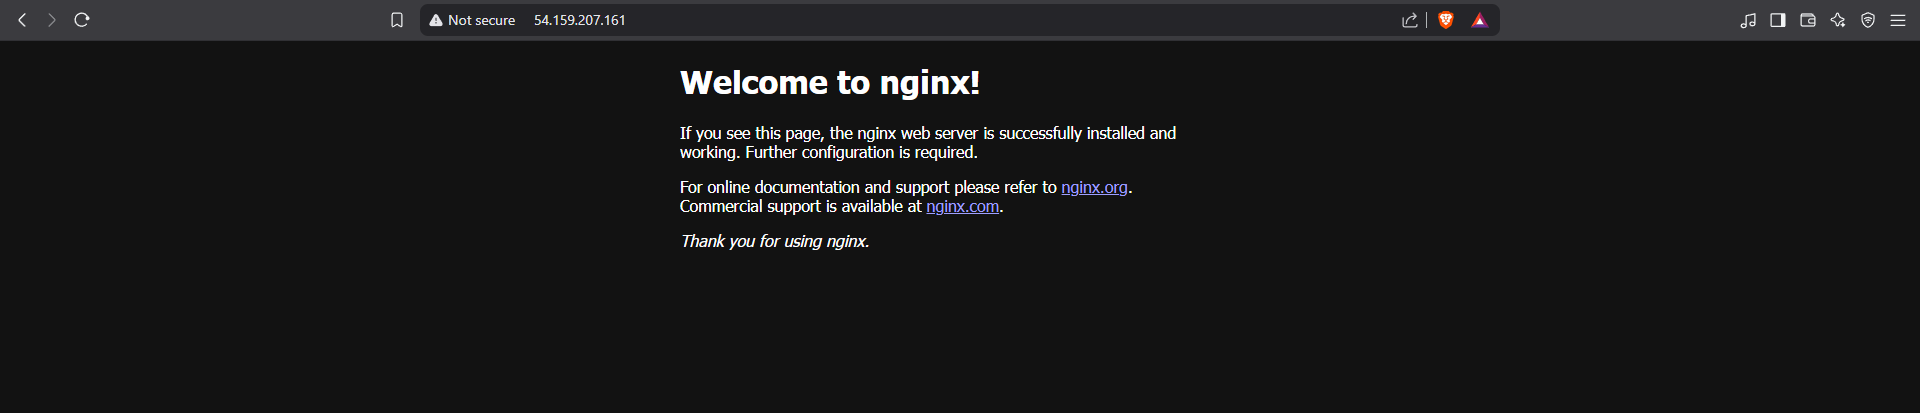 Not secure 54.159.207.161
Welcome to nginx!
If you see this page, the nginx web server is successfully installed and
working. Further configuration is required.
For online documentation and support please refer to nginx.org.
Commercial support is available at nginx.com.
Thank you for using nginx.